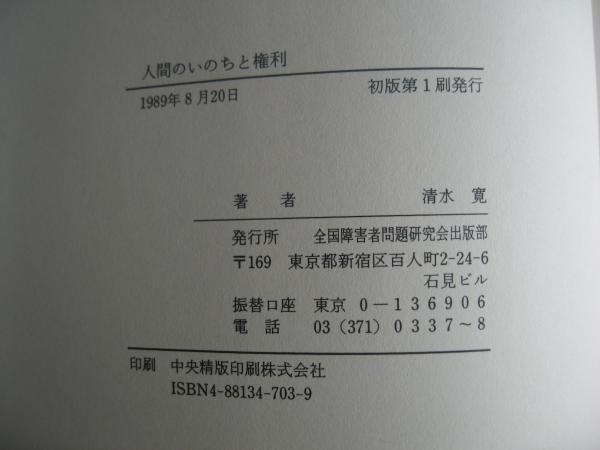 人間のいのちと権利
1989年8月20日 初版第1刷発行
著者 清水 寛
発行所 全国障害者問題研究会出版部
〒169 東京都新宿区百人町2-24-6
石見ビル
振替口座 東京 0－136906
電話 03(371)0337～8
印刷 中央精版印刷株式会社
ISBN4-88134-703-9